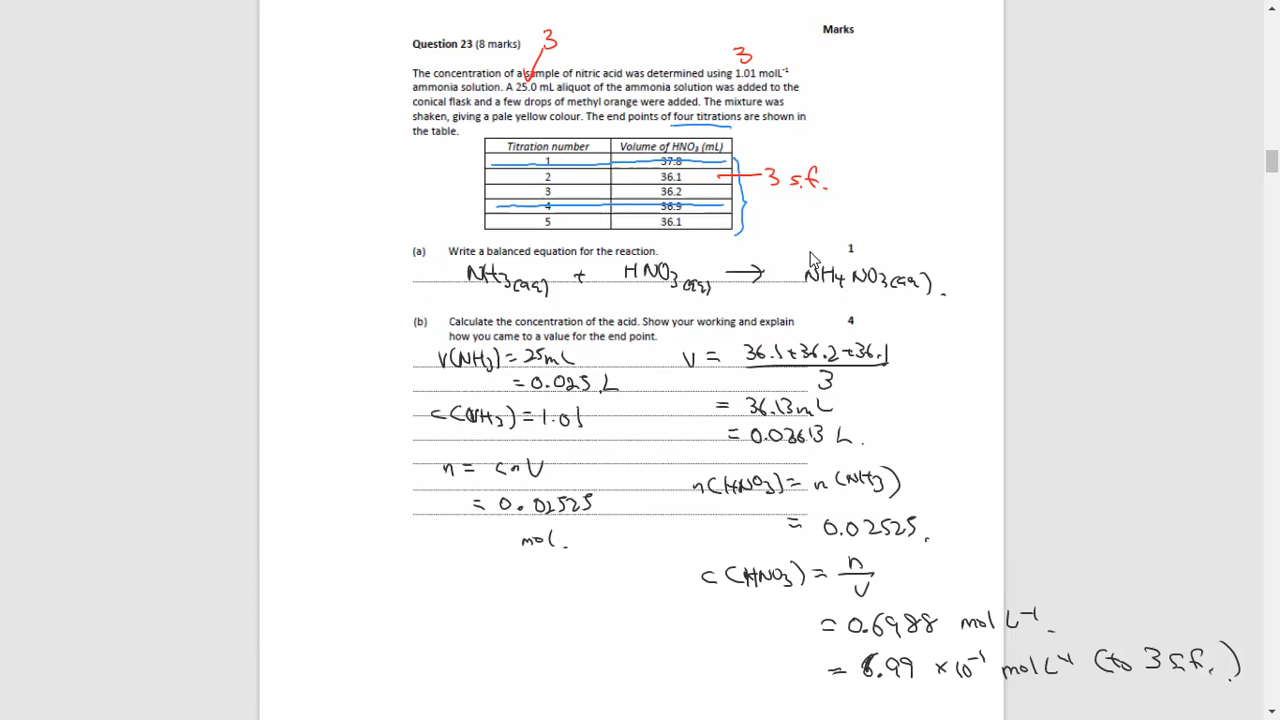 Marks
Question 23 (8 marks)
3
3
The concentration of a sample of nitric acid was determined using 1.01 molL⁻¹
ammonia solution. A 25.0 mL aliquot of the ammonia solution was added to the
conical flask and a few drops of methyl orange were added. The mixture was
shaken, giving a pale yellow colour. The end points of four titrations are shown in
the table.
Titration number Volume of HNO₃ (mL)
1 37.8
2 36.1
3 36.2
4 36.9
5 36.1
3 s.f.
(a) Write a balanced equation for the reaction. 1
NH₃(aq) + HNO₃(aq) → NH₄NO₃(aq).
(b) Calculate the concentration of the acid. Show your working and explain 4
how you came to a value for the end point.
V(NH₃) = 25mL
= 0.025 L
c(NH₃) = 1.01
n = cnV
= 0.02525
mol.
V = 36.1+36.2+36.1
3
= 36.13mL
= 0.03613 L.
n(HNO₃) = n(NH₃)
= 0.02525.
c(HNO₃) = n
V
= 0.6988 mol L⁻¹.
= 6.99 × 10⁻¹ mol L⁻¹ (to 3 s.f.)